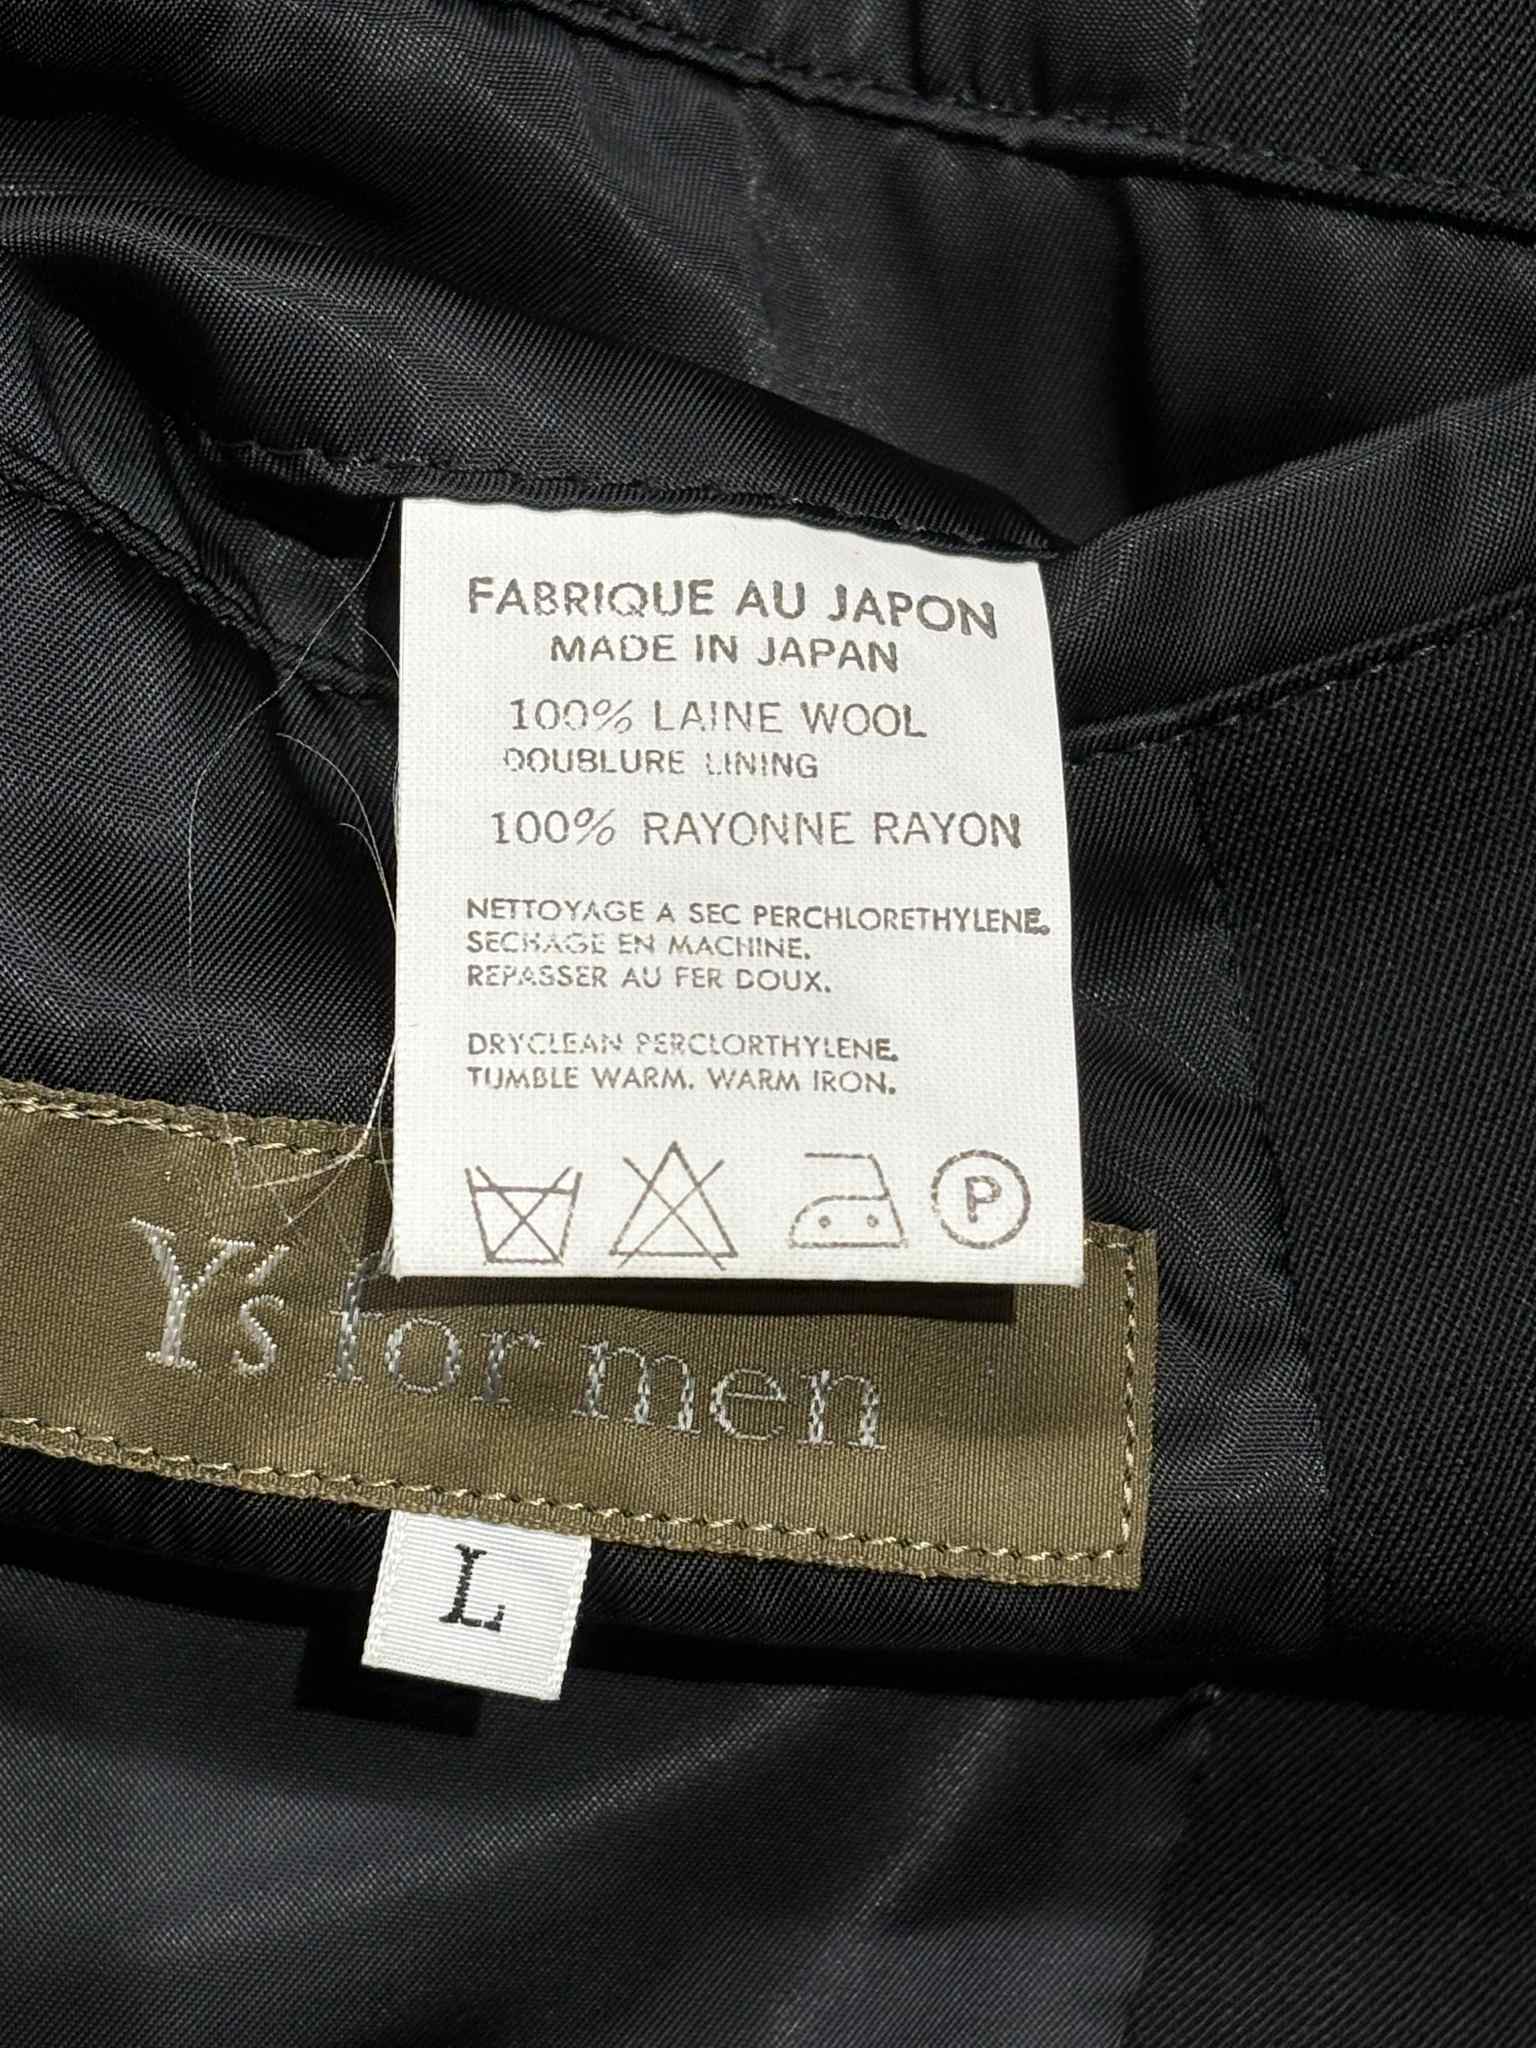 FABRIQUE AU JAPON
MADE IN JAPAN
100% LAINE WOOL
DOUBLURE LINING
100% RAYONNE RAYON
NETTOYAGE A SEC PERCHLORETHYLENE.
SECHAGE EN MACHINE.
REPASSER AU FER DOUX.
DRYCLEAN PERCLORTHYLENE.
TUMBLE WARM. WARM IRON.
P
Y's for men
L